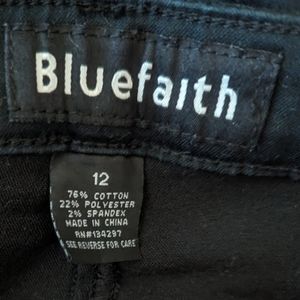 Bluefaith
12
76% COTTON
22% POLYESTER
2% SPANDEX
MADE IN CHINA
RN#134297
SEE REVERSE FOR CARE